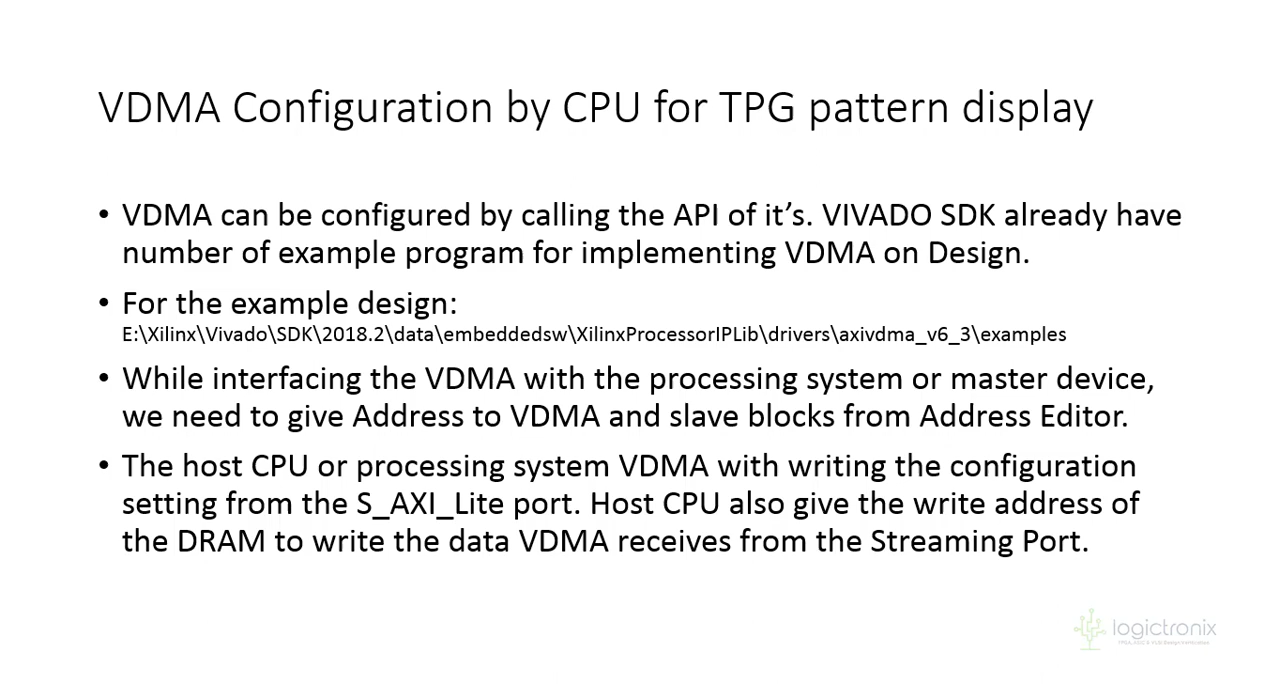 VDMA Configuration by CPU for TPG pattern display
• VDMA can be configured by calling the API of it’s. VIVADO SDK already have
number of example program for implementing VDMA on Design.
• For the example design:
E:\Xilinx\Vivado\SDK\2018.2\data\embeddedsw\XilinxProcessorIPLib\drivers\axivdma_v6_3\examples
• While interfacing the VDMA with the processing system or master device,
we need to give Address to VDMA and slave blocks from Address Editor.
• The host CPU or processing system VDMA with writing the configuration
setting from the S_AXI_Lite port. Host CPU also give the write address of
the DRAM to write the data VDMA receives from the Streaming Port.
logictronix